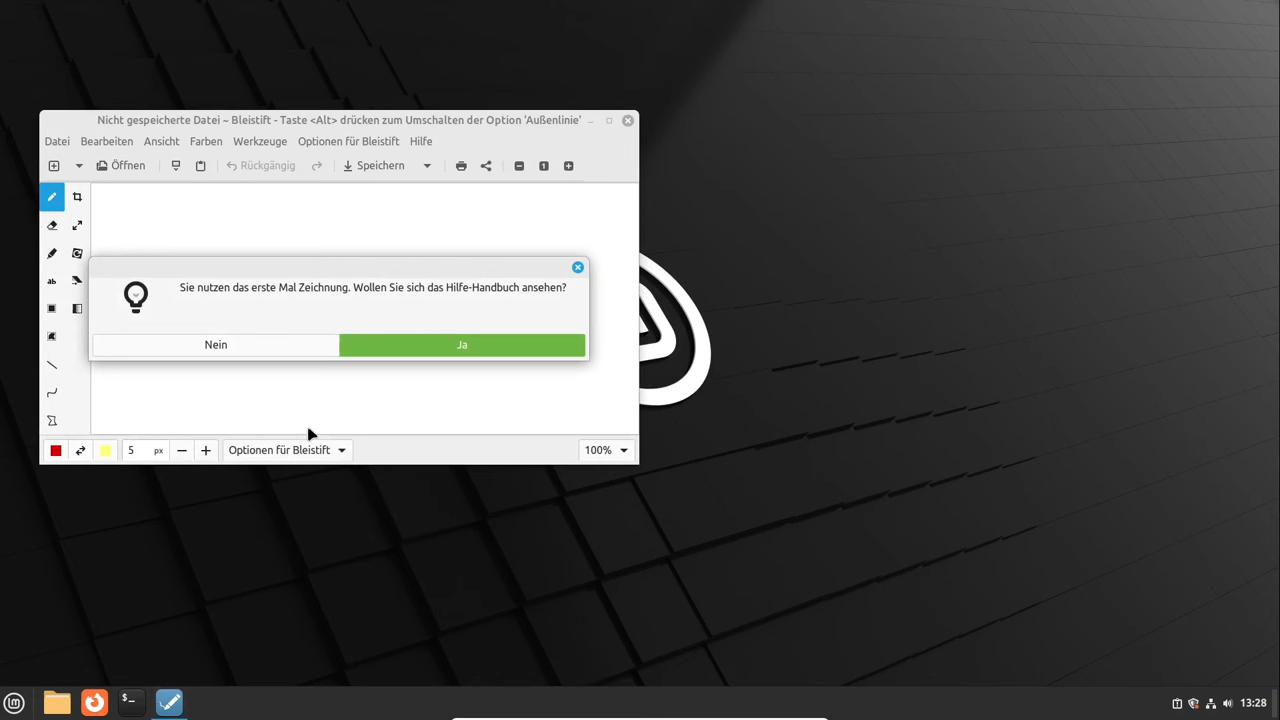 Nicht gespeicherte Datei ~ Bleistift - Taste <Alt> drücken zum Umschalten der Option 'Außenlinie'
Datei Bearbeiten Ansicht Farben Werkzeuge Optionen für Bleistift Hilfe
Öffnen Rückgängig Speichern 1
ab
Sie nutzen das erste Mal Zeichnung. Wollen Sie sich das Hilfe-Handbuch ansehen?
Nein Ja
5 px Optionen für Bleistift 100%
13:28